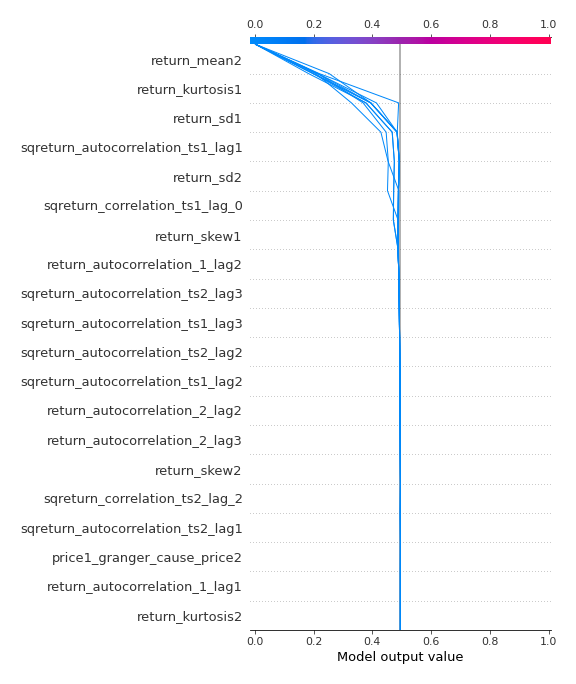 0.0 0.2 0.4 0.6 0.8 1.0
return_mean2
return_kurtosis1
return_sd1
sqreturn_autocorrelation_ts1_lag1
return_sd2
sqreturn_correlation_ts1_lag_0
return_skew1
return_autocorrelation_1_lag2
sqreturn_autocorrelation_ts2_lag3
sqreturn_autocorrelation_ts1_lag3
sqreturn_autocorrelation_ts2_lag2
sqreturn_autocorrelation_ts1_lag2
return_autocorrelation_2_lag2
return_autocorrelation_2_lag3
return_skew2
sqreturn_correlation_ts2_lag_2
sqreturn_autocorrelation_ts2_lag1
price1_granger_cause_price2
return_autocorrelation_1_lag1
return_kurtosis2
0.0 0.2 0.4 0.6 0.8 1.0
Model output value